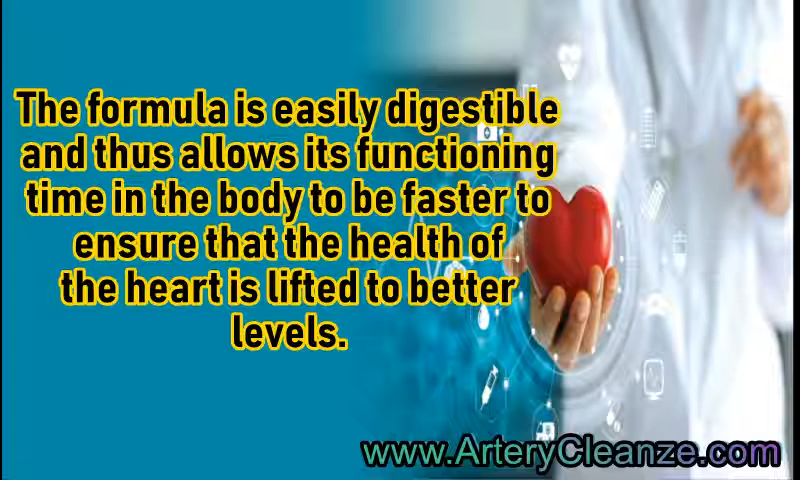 The formula is easily digestible
and thus allows its functioning
time in the body to be faster to
ensure that the health of
the heart is lifted to better
levels.
www.ArteryCleanze.com